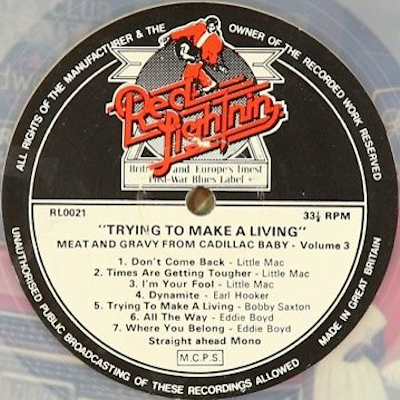 ALL RIGHTS OF THE MANUFACTURER & THE OWNER OF THE RECORDED WORK RESERVED
Red
Lightnin'
Britain's and Europe's finest
Post-War Blues Label
RL0021
33⅓ RPM
"TRYING TO MAKE A LIVING"
MEAT AND GRAVY FROM CADILLAC BABY - Volume 3
1. Don't Come Back - Little Mac
2. Times Are Getting Tougher - Little Mac
3. I'm Your Fool - Little Mac
4. Dynamite - Earl Hooker
5. Trying To Make A Living - Bobby Saxton
6. All The Way - Eddie Boyd
7. Where You Belong - Eddie Boyd
Straight ahead Mono
M.C.P.S.
UNAUTHORISED PUBLIC BROADCASTING OF THESE RECORDINGS ALLOWED
MADE IN GREAT BRITAIN